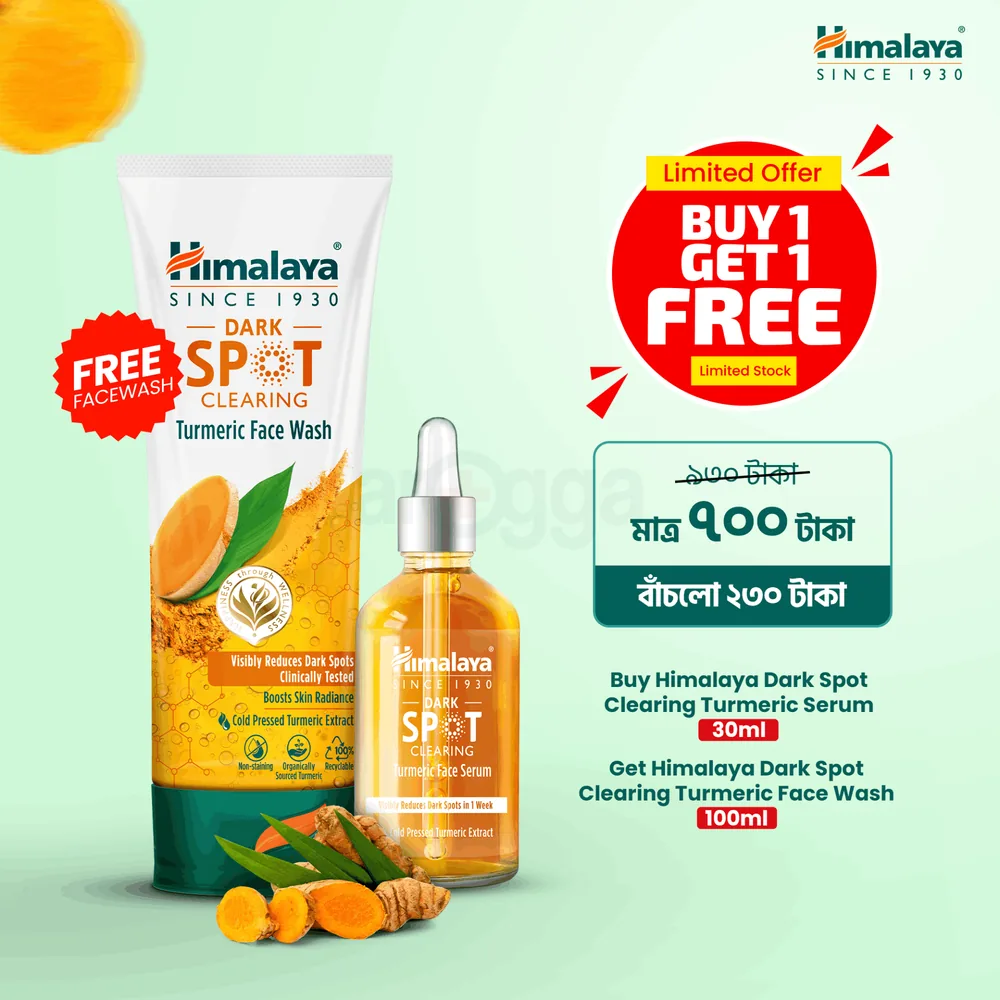 Himalaya®
SINCE 1930
Limited Offer
BUY 1
GET 1
FREE
Limited Stock
Himalaya®
SINCE 1930
DARK
SPOT
CLEARING
Turmeric Face Wash
FREE
FACEWASH
HAPPINESS through WELLNESS
Visibly Reduces Dark Spots
Clinically Tested
Boosts Skin Radiance
Cold Pressed Turmeric Extract
Non-staining
Organically
Sourced Turmeric
100%
Recyclable
arogga
Himalaya
SINCE 1930
DARK
SPOT
CLEARING
Turmeric Face Serum
Visibly Reduces Dark Spots in 1 Week
Cold Pressed Turmeric Extract
৯৩০ টাকা
মাত্র ৭০০ টাকা
বাঁচলো ২৩০ টাকা
Buy Himalaya Dark Spot
Clearing Turmeric Serum
30ml
Get Himalaya Dark Spot
Clearing Turmeric Face Wash
100ml